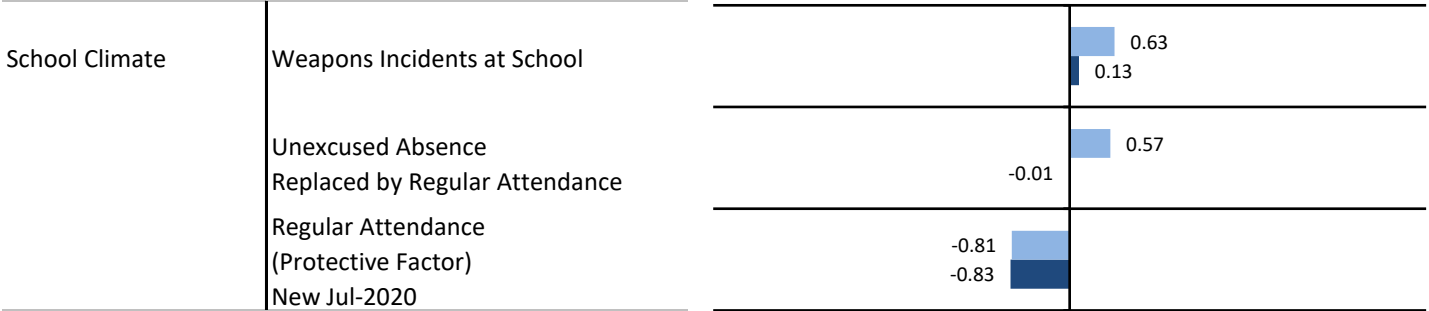 School Climate
Weapons Incidents at School
0.63
0.13
Unexcused Absence
Replaced by Regular Attendance
0.57
-0.01
Regular Attendance
(Protective Factor)
New Jul-2020
-0.81
-0.83